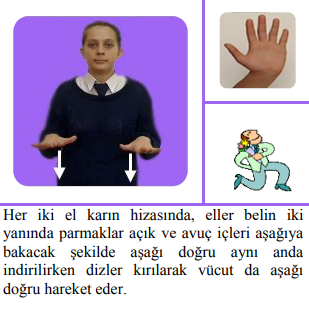 Her iki el karın hizasında, eller belin iki
yanında parmaklar açık ve avuç içleri aşağıya
bakacak şekilde aşağı doğru aynı anda
indirilirken dizler kırılarak vücut da aşağı
doğru hareket eder.